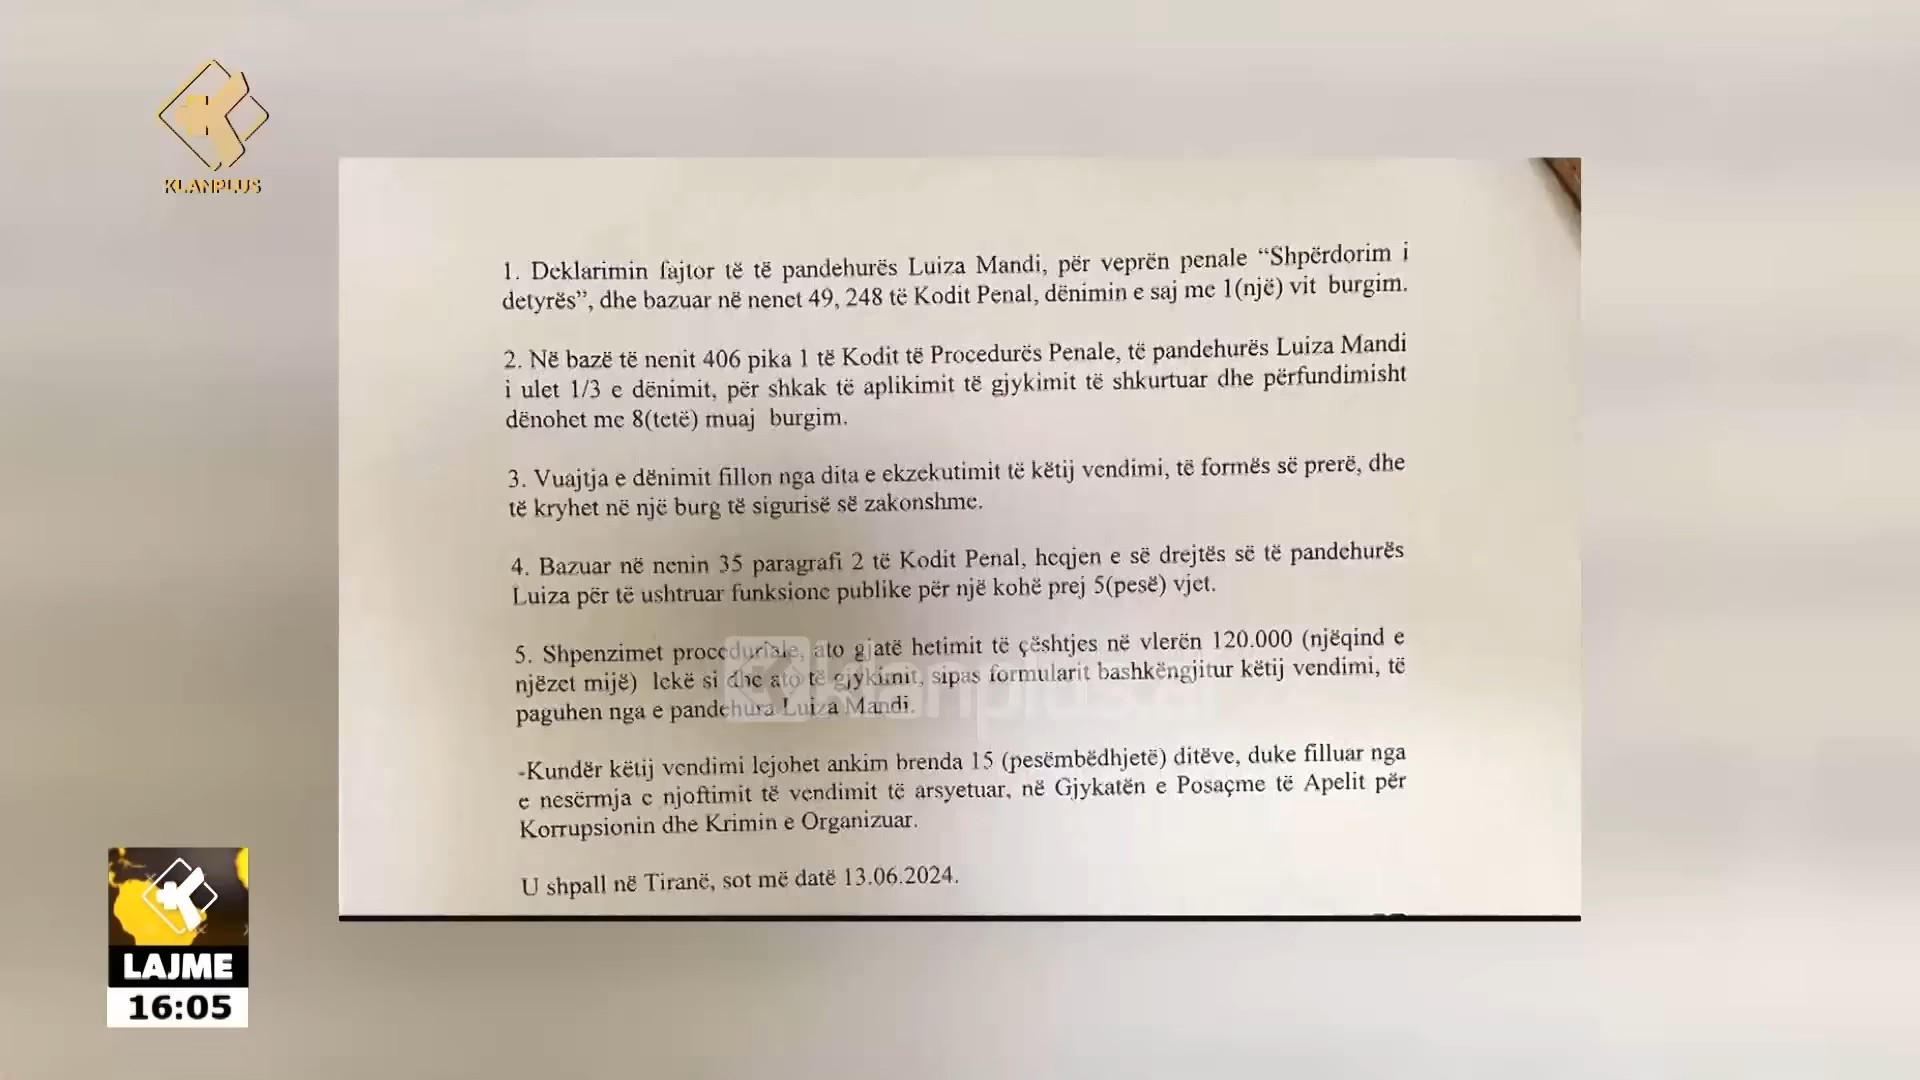 KLANPLUS
1. Deklarimin fajtor të të pandehurës Luiza Mandi, për veprën penale “Shpërdorim i
detyrës”, dhe bazuar në nenet 49, 248 të Kodit Penal, dënimin e saj me 1(një) vit burgim.
2. Në bazë të nenit 406 pika 1 të Kodit të Procedurës Penale, të pandehurës Luiza Mandi
i ulet 1/3 e dënimit, për shkak të aplikimit të gjykimit të shkurtuar dhe përfundimisht
dënohet me 8(tetë) muaj burgim.
3. Vuajtja e dënimit fillon nga dita e ekzekutimit të këtij vendimi, të formës së prerë, dhe
të kryhet në një burg të sigurisë së zakonshme.
4. Bazuar në nenin 35 paragrafi 2 të Kodit Penal, heqjen e së drejtës së të pandehurës
Luiza për të ushtruar funksione publike për një kohë prej 5(pesë) vjet.
5. Shpenzimet proceduriale, ato gjatë hetimit të çështjes në vlerën 120.000 (njëqind e
njëzet mijë) lekë si dhe ato të gjykimit, sipas formularit bashkëngjitur këtij vendimi, të
paguhen nga e pandehura Luiza Mandi.
klanplus.al
-Kundër këtij vendimi lejohet ankim brenda 15 (pesëmbëdhjetë) ditëve, duke filluar nga
e nesërmja e njoftimit të vendimit të arsyetuar, në Gjykatën e Posaçme të Apelit për
Korrupsionin dhe Krimin e Organizuar.
U shpall në Tiranë, sot më datë 13.06.2024.
LAJME
16:05